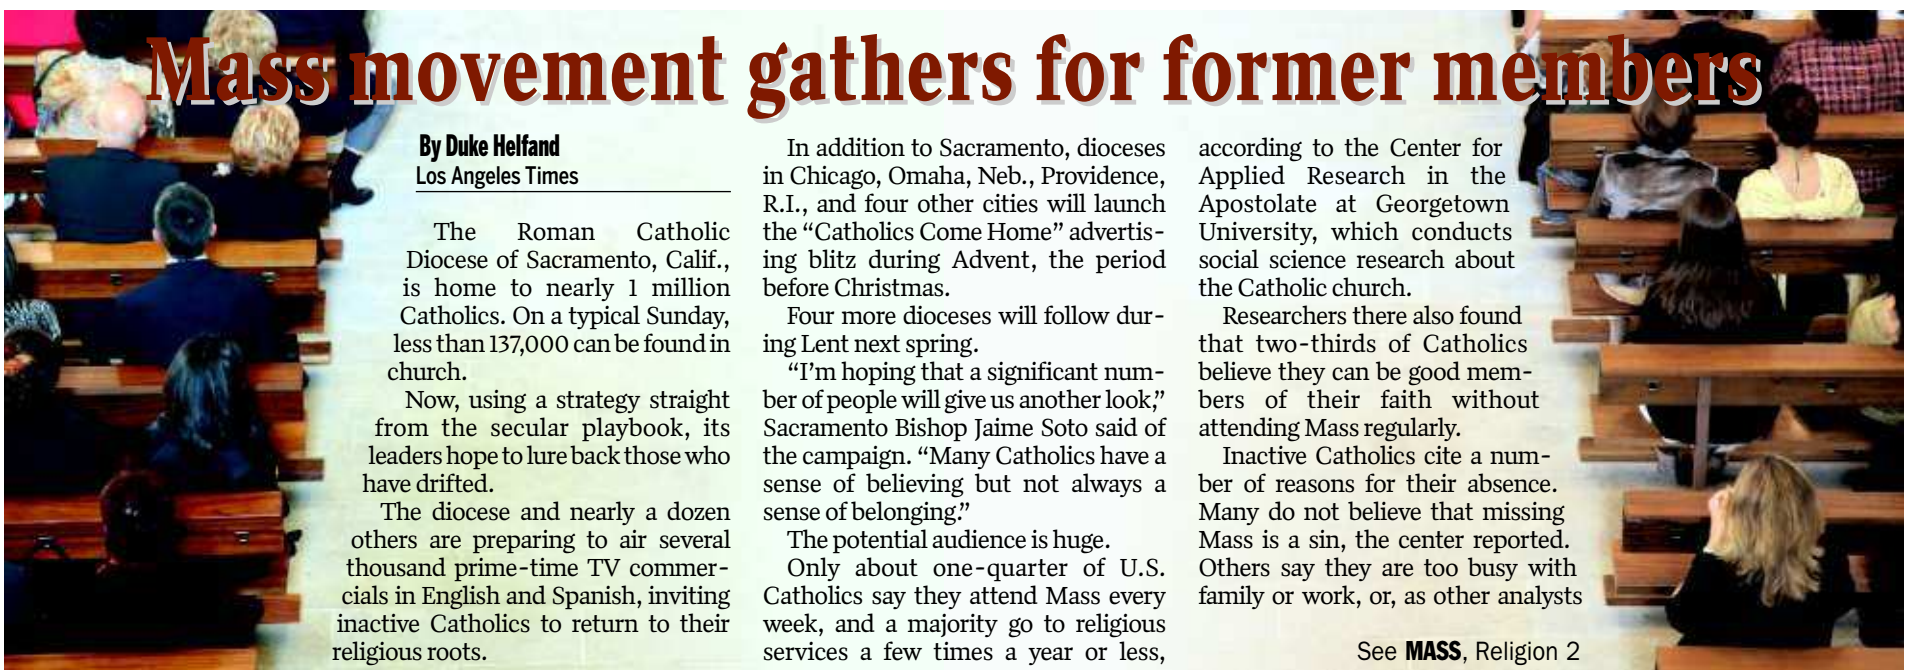 Mass movement gathers for former members
By Duke Helfand
Los Angeles Times
The Roman Catholic
Diocese of Sacramento, Calif.,
is home to nearly 1 million
Catholics. On a typical Sunday,
less than 137,000 can be found in
church.
Now, using a strategy straight
from the secular playbook, its
leaders hope to lure back those who
have drifted.
The diocese and nearly a dozen
others are preparing to air several
thousand prime-time TV commer-
cials in English and Spanish, inviting
inactive Catholics to return to their
religious roots.
In addition to Sacramento, dioceses
in Chicago, Omaha, Neb., Providence,
R.I., and four other cities will launch
the “Catholics Come Home” advertis-
ing blitz during Advent, the period
before Christmas.
Four more dioceses will follow dur-
ing Lent next spring.
“I’m hoping that a significant num-
ber of people will give us another look,”
Sacramento Bishop Jaime Soto said of
the campaign. “Many Catholics have a
sense of believing but not always a
sense of belonging.”
The potential audience is huge.
Only about one-quarter of U.S.
Catholics say they attend Mass every
week, and a majority go to religious
services a few times a year or less,
according to the Center for
Applied Research in the
Apostolate at Georgetown
University, which conducts
social science research about
the Catholic church.
Researchers there also found
that two-thirds of Catholics
believe they can be good mem-
bers of their faith without
attending Mass regularly.
Inactive Catholics cite a num-
ber of reasons for their absence.
Many do not believe that missing
Mass is a sin, the center reported.
Others say they are too busy with
family or work, or, as other analysts
See MASS, Religion 2